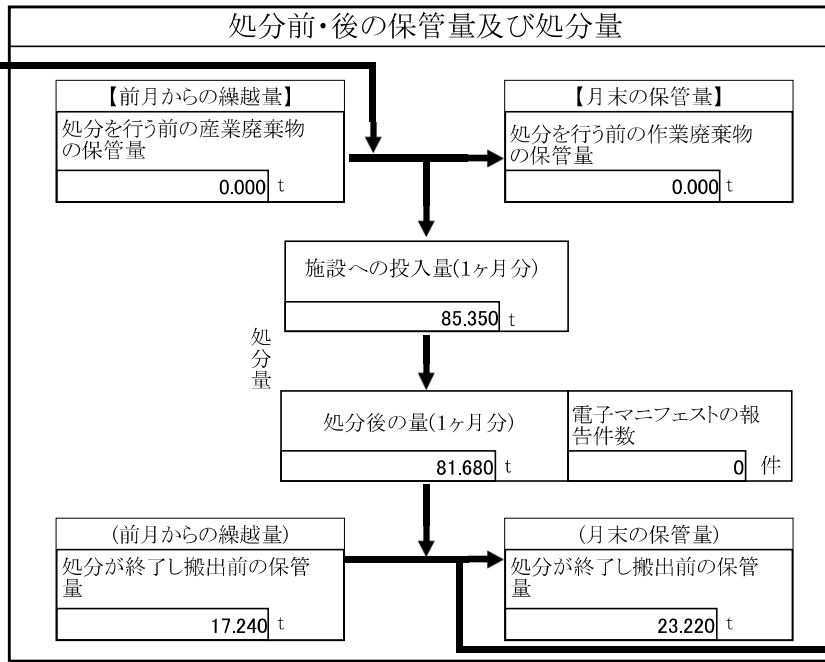 処分前・後の保管量及び処分量
【前月からの繰越量】
処分を行う前の産業廃棄物
の保管量
0.000 t
【月末の保管量】
処分を行う前の作業廃棄物
の保管量
0.000 t
施設への投入量(1ヶ月分)
85.350 t
処分量
処分後の量(1ヶ月分)
81.680 t
電子マニフェストの報
告件数
0 件
(前月からの繰越量)
処分が終了し搬出前の保管
量
17.240 t
(月末の保管量)
処分が終了し搬出前の保管
量
23.220 t